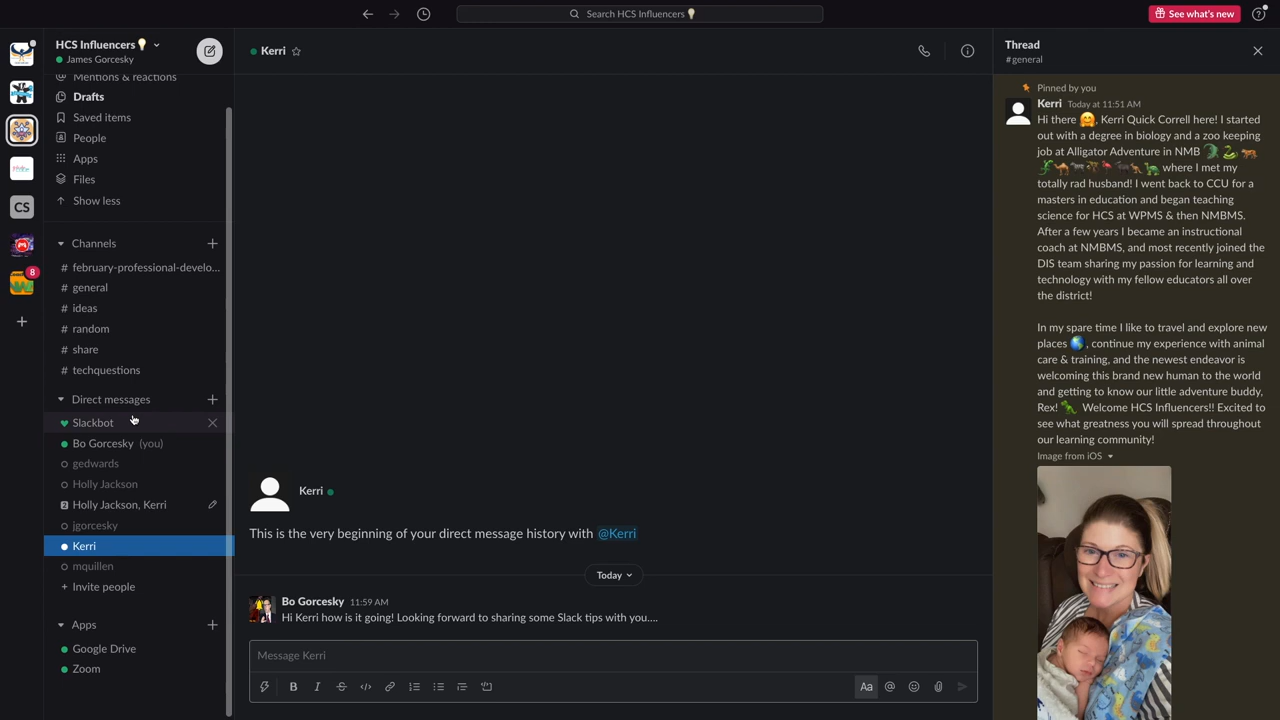 Search HCS Influencers💡
See what's new
HCS Influencers💡
James Gorcesky
Mentions & reactions
Drafts
Saved items
People
Apps
Files
Show less
CS
8
Channels
# february-professional-develo...
# general
# ideas
# random
# share
# techquestions
Direct messages
Slackbot
Bo Gorcesky (you)
gedwards
Holly Jackson
2 Holly Jackson, Kerri
jgorcesky
Kerri
mquillen
+ Invite people
Apps
Google Drive
Zoom
Kerri
Kerri
This is the very beginning of your direct message history with @Kerri
Today
Bo Gorcesky 11:59 AM
Hi Kerri how is it going! Looking forward to sharing some Slack tips with you....
Message Kerri
B I Aa @
Thread
#general
Pinned by you
Kerri Today at 11:51 AM
Hi there 🤗, Kerri Quick Correll here! I started
out with a degree in biology and a zoo keeping
job at Alligator Adventure in NMB
where I met my
totally rad husband! I went back to CCU for a
masters in education and began teaching
science for HCS at WPMS & then NMBMS.
After a few years I became an instructional
coach at NMBMS, and most recently joined the
DIS team sharing my passion for learning and
technology with my fellow educators all over
the district!
In my spare time I like to travel and explore new
places 🌎, continue my experience with animal
care & training, and the newest endeavor is
welcoming this brand new human to the world
and getting to know our little adventure buddy,
Rex! 🦖 Welcome HCS Influencers!! Excited to
see what greatness you will spread throughout
our learning community!
Image from iOS